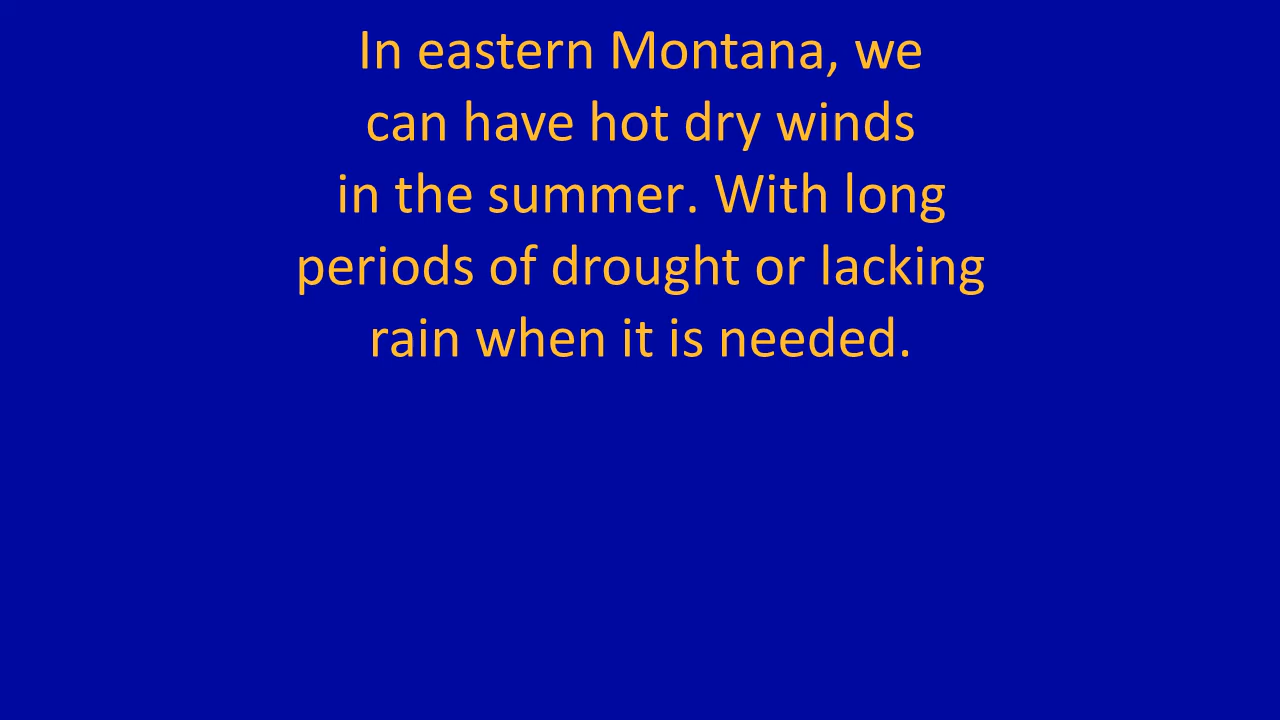 In eastern Montana, we
can have hot dry winds
in the summer. With long
periods of drought or lacking
rain when it is needed.